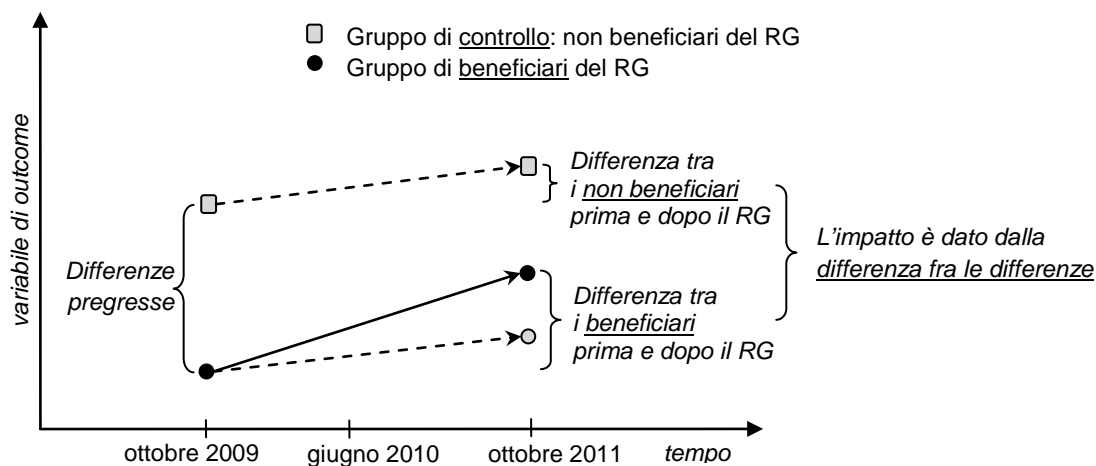 Gruppo di controllo: non beneficiari del RG
Gruppo di beneficiari del RG
variabile di outcome
Differenze
pregresse
Differenza tra
i non beneficiari
prima e dopo il RG
Differenza tra
i beneficiari
prima e dopo il RG
L'impatto è dato dalla
differenza fra le differenze
ottobre 2009
giugno 2010
ottobre 2011
tempo